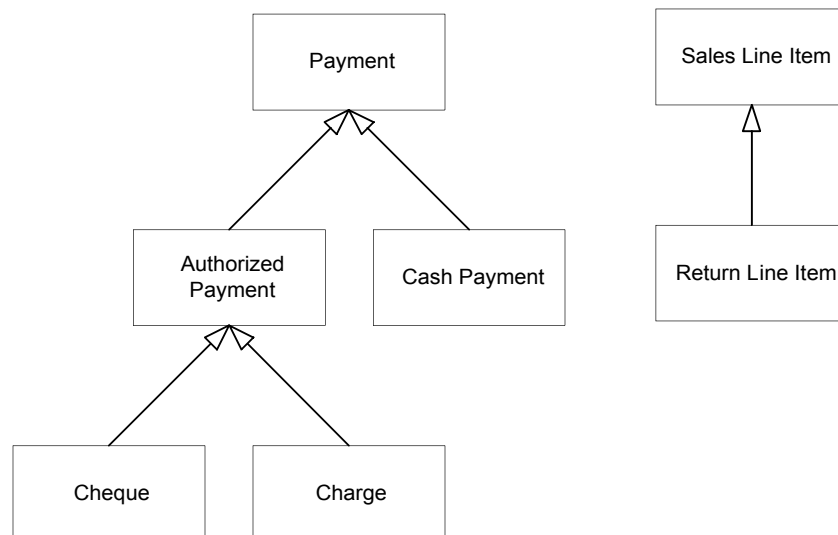 Payment
Sales Line Item
Authorized
Payment
Cash Payment
Return Line Item
Cheque
Charge